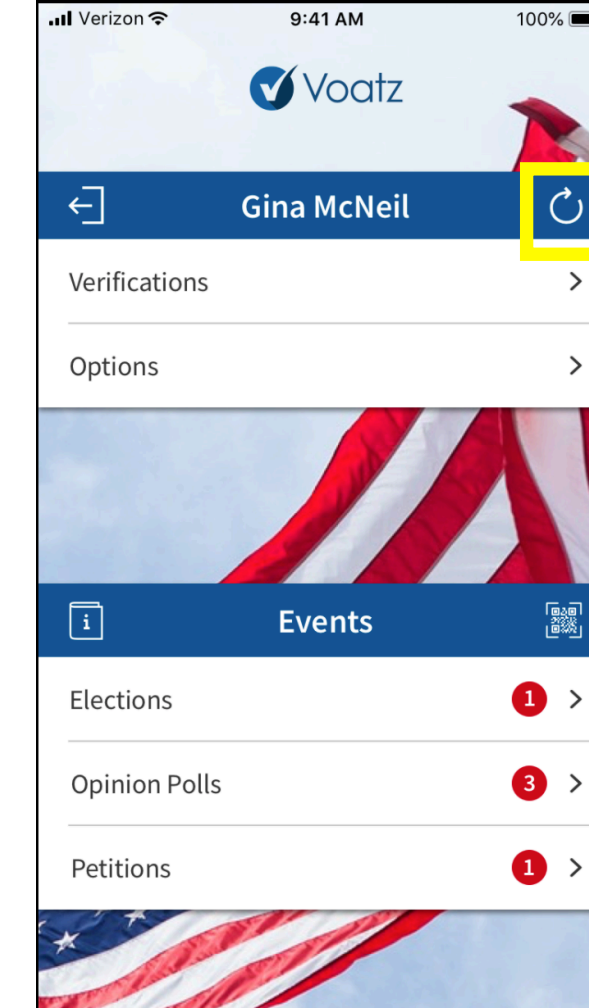 Verizon 9:41 AM 100%
Voatz
Gina McNeil
Verifications
Options
i Events
Elections 1
Opinion Polls 3
Petitions 1